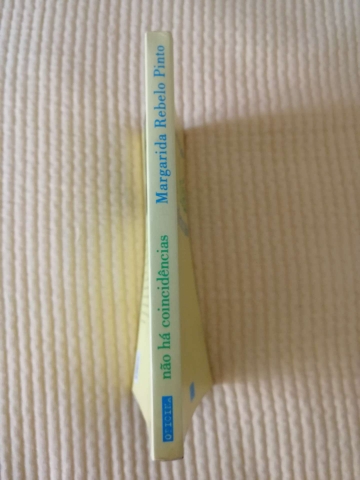 não há coincidências
Margarida Rebelo Pinto